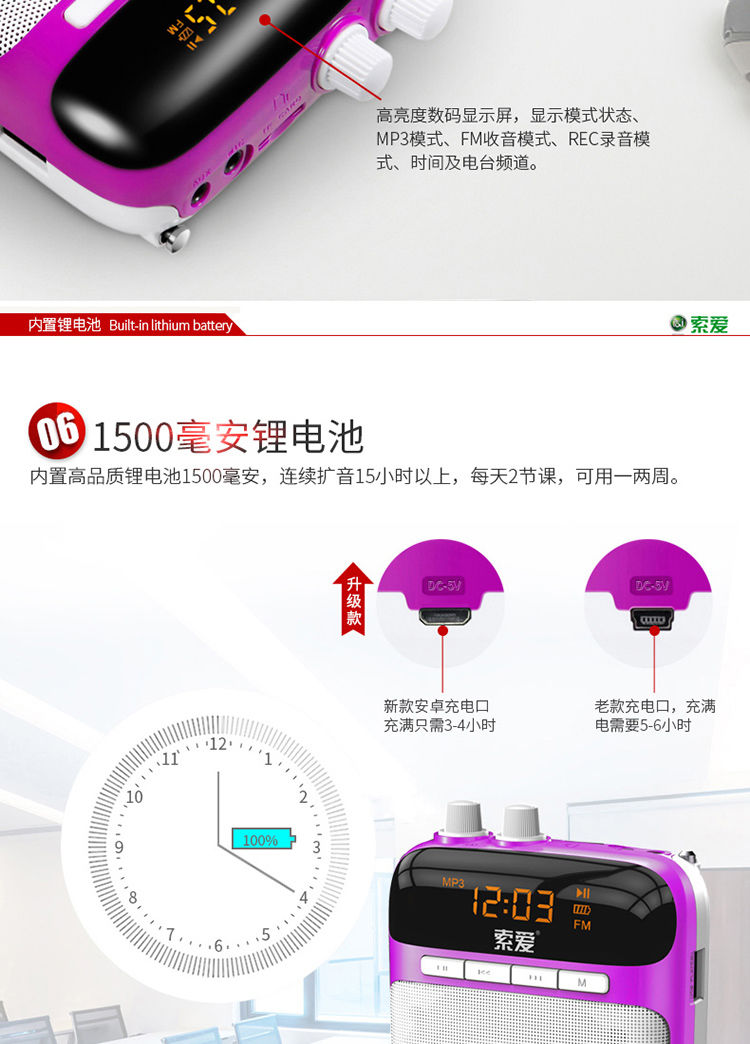 FM
TF CARD
高亮度数码显示屏，显示模式状态、
MP3模式、FM收音模式、REC录音模
式、时间及电台频道。
内置锂电池 Built-in lithium battery
索爱
06
1500毫安锂电池
内置高品质锂电池1500毫安，连续扩音15小时以上，每天2节课，可用一两周。
升级款
DC-5V
DC-5V
新款安卓充电口
充满只需3-4小时
老款充电口，充满
电需要5-6小时
12
1
2
3
4
5
6
7
8
9
10
11
100%
MP3
12:03
FM
索爱®
M